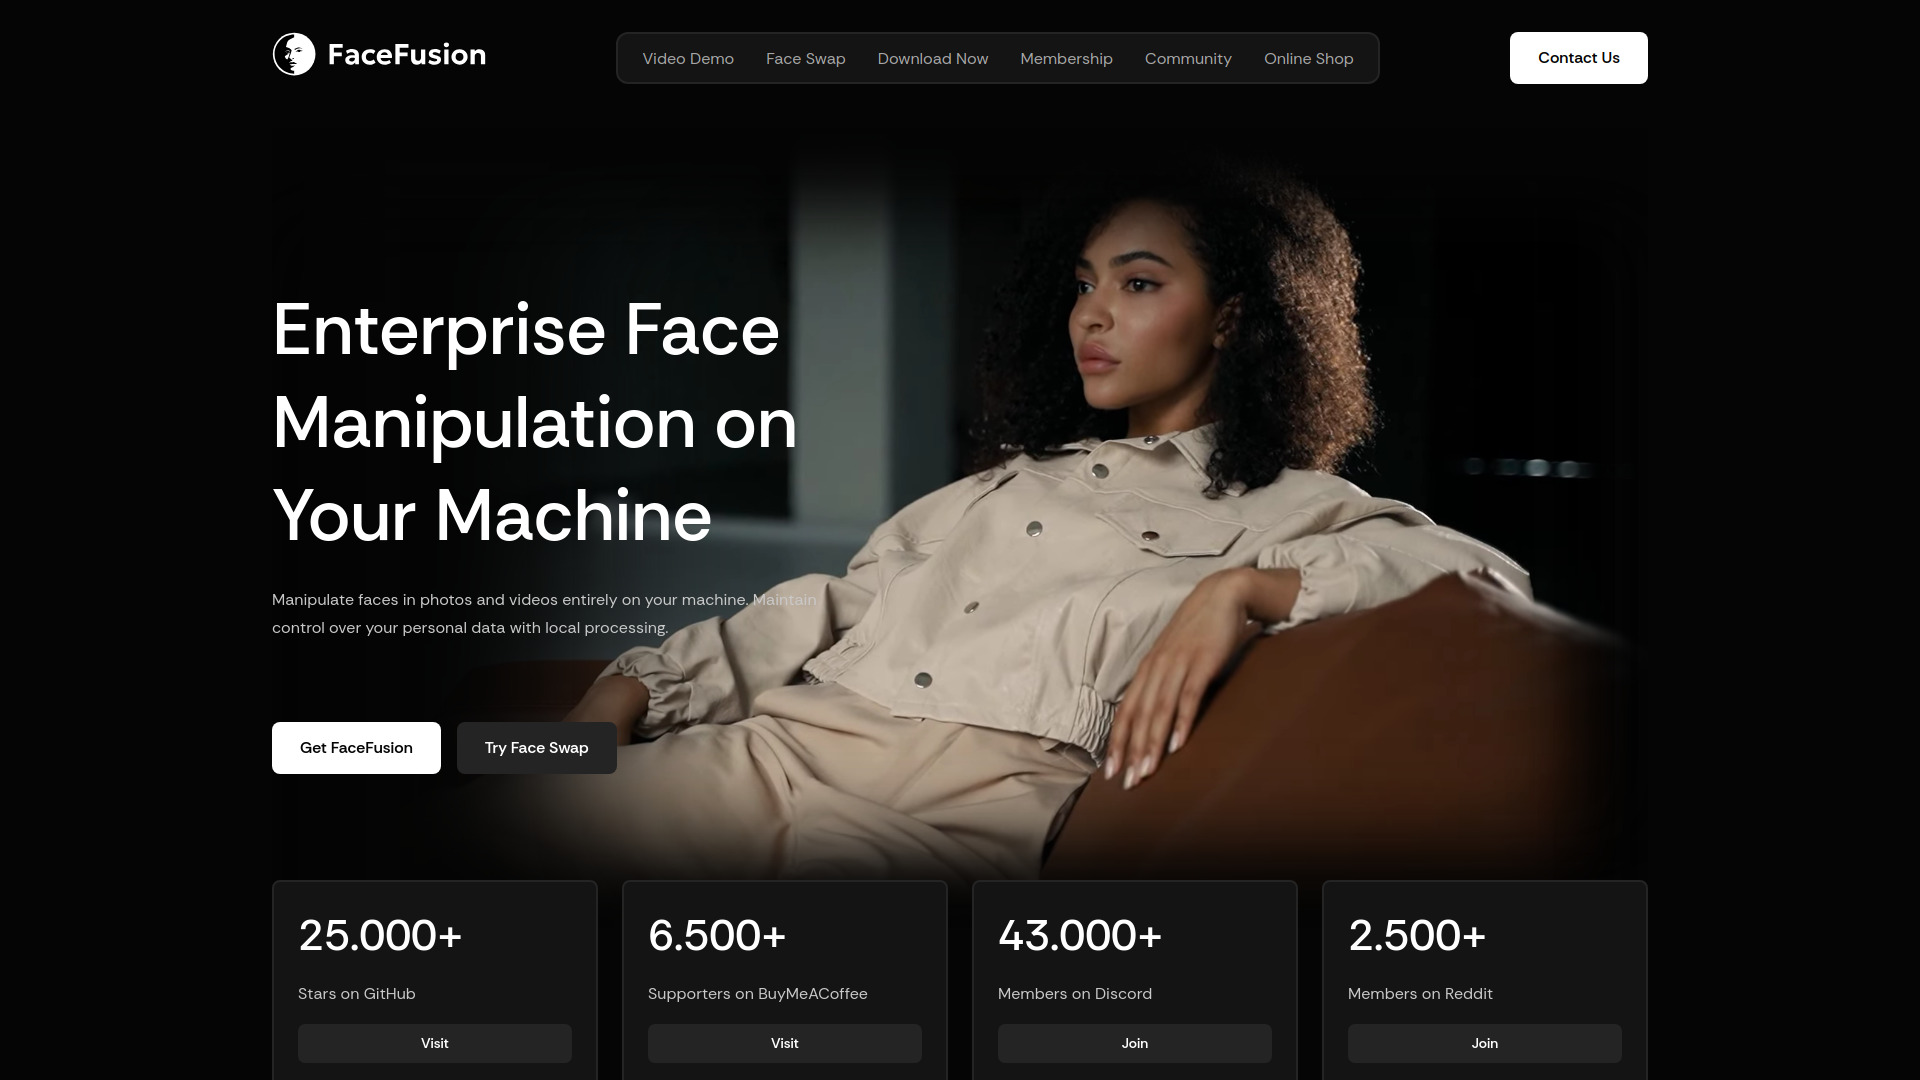 FaceFusion
Video Demo
Face Swap
Download Now
Membership
Community
Online Shop
Contact Us
Enterprise Face
Manipulation on
Your Machine
Manipulate faces in photos and videos entirely on your machine. Maintain
control over your personal data with local processing.
Get FaceFusion
Try Face Swap
25.000+
Stars on GitHub
Visit
6.500+
Supporters on BuyMeACoffee
Visit
43.000+
Members on Discord
Join
2.500+
Members on Reddit
Join